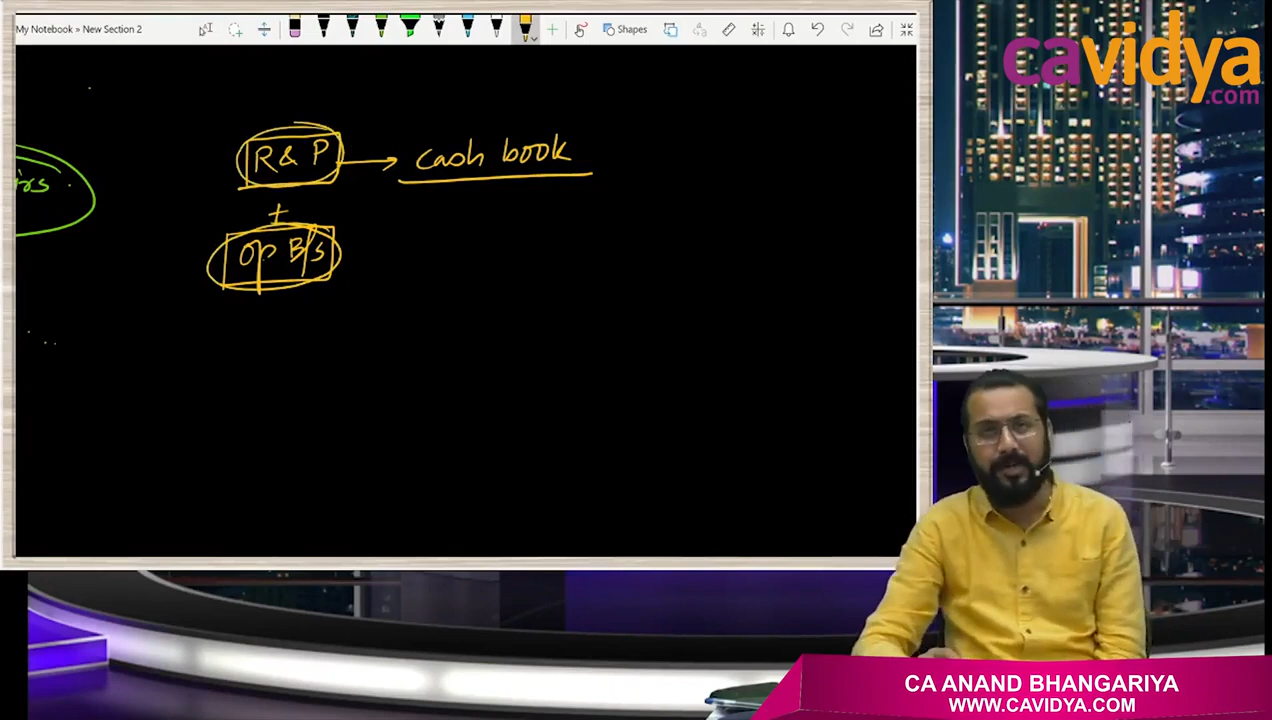 My Notebook » New Section 2
Shapes
cavidya
.com
R & P → cash book
+
Op B/s
CA ANAND BHANGARIYA
WWW.CAVIDYA.COM